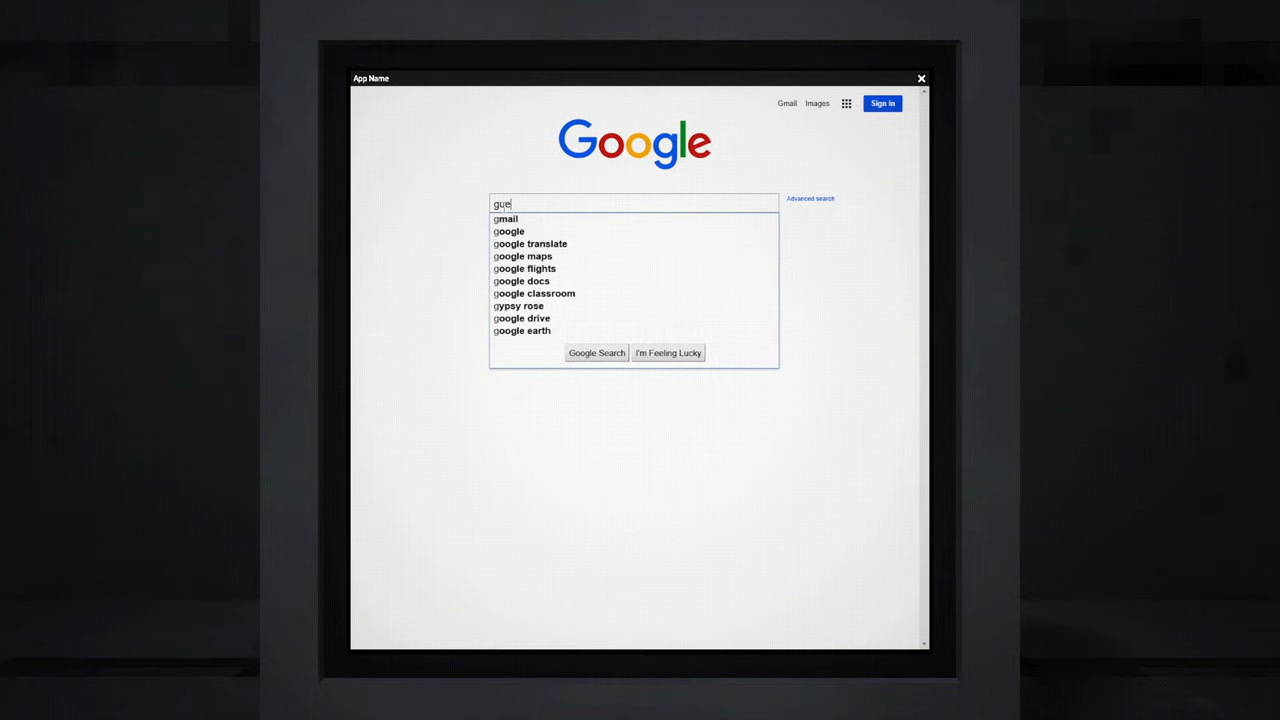 App Name
Gmail Images Sign in
Google
gue
Advanced search
gmail
google
google translate
google maps
google flights
google docs
google classroom
gypsy rose
google drive
google earth
Google Search I'm Feeling Lucky